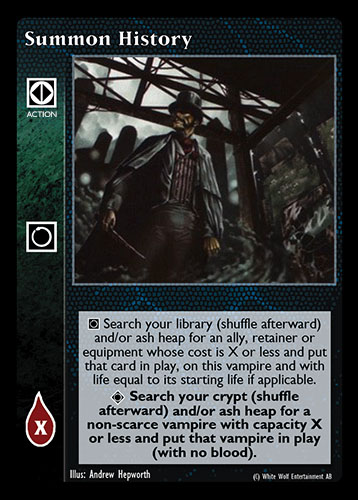 Summon History
ACTION
Search your library (shuffle afterward)
and/or ash heap for an ally, retainer or
equipment whose cost is X or less and put
that card in play, on this vampire and with
life equal to its starting life if applicable.
Search your crypt (shuffle
afterward) and/or ash heap for a
non-scarce vampire with capacity X
or less and put that vampire in play
(with no blood).
X
Illus: Andrew Hepworth
(C) White Wolf Entertainment AB